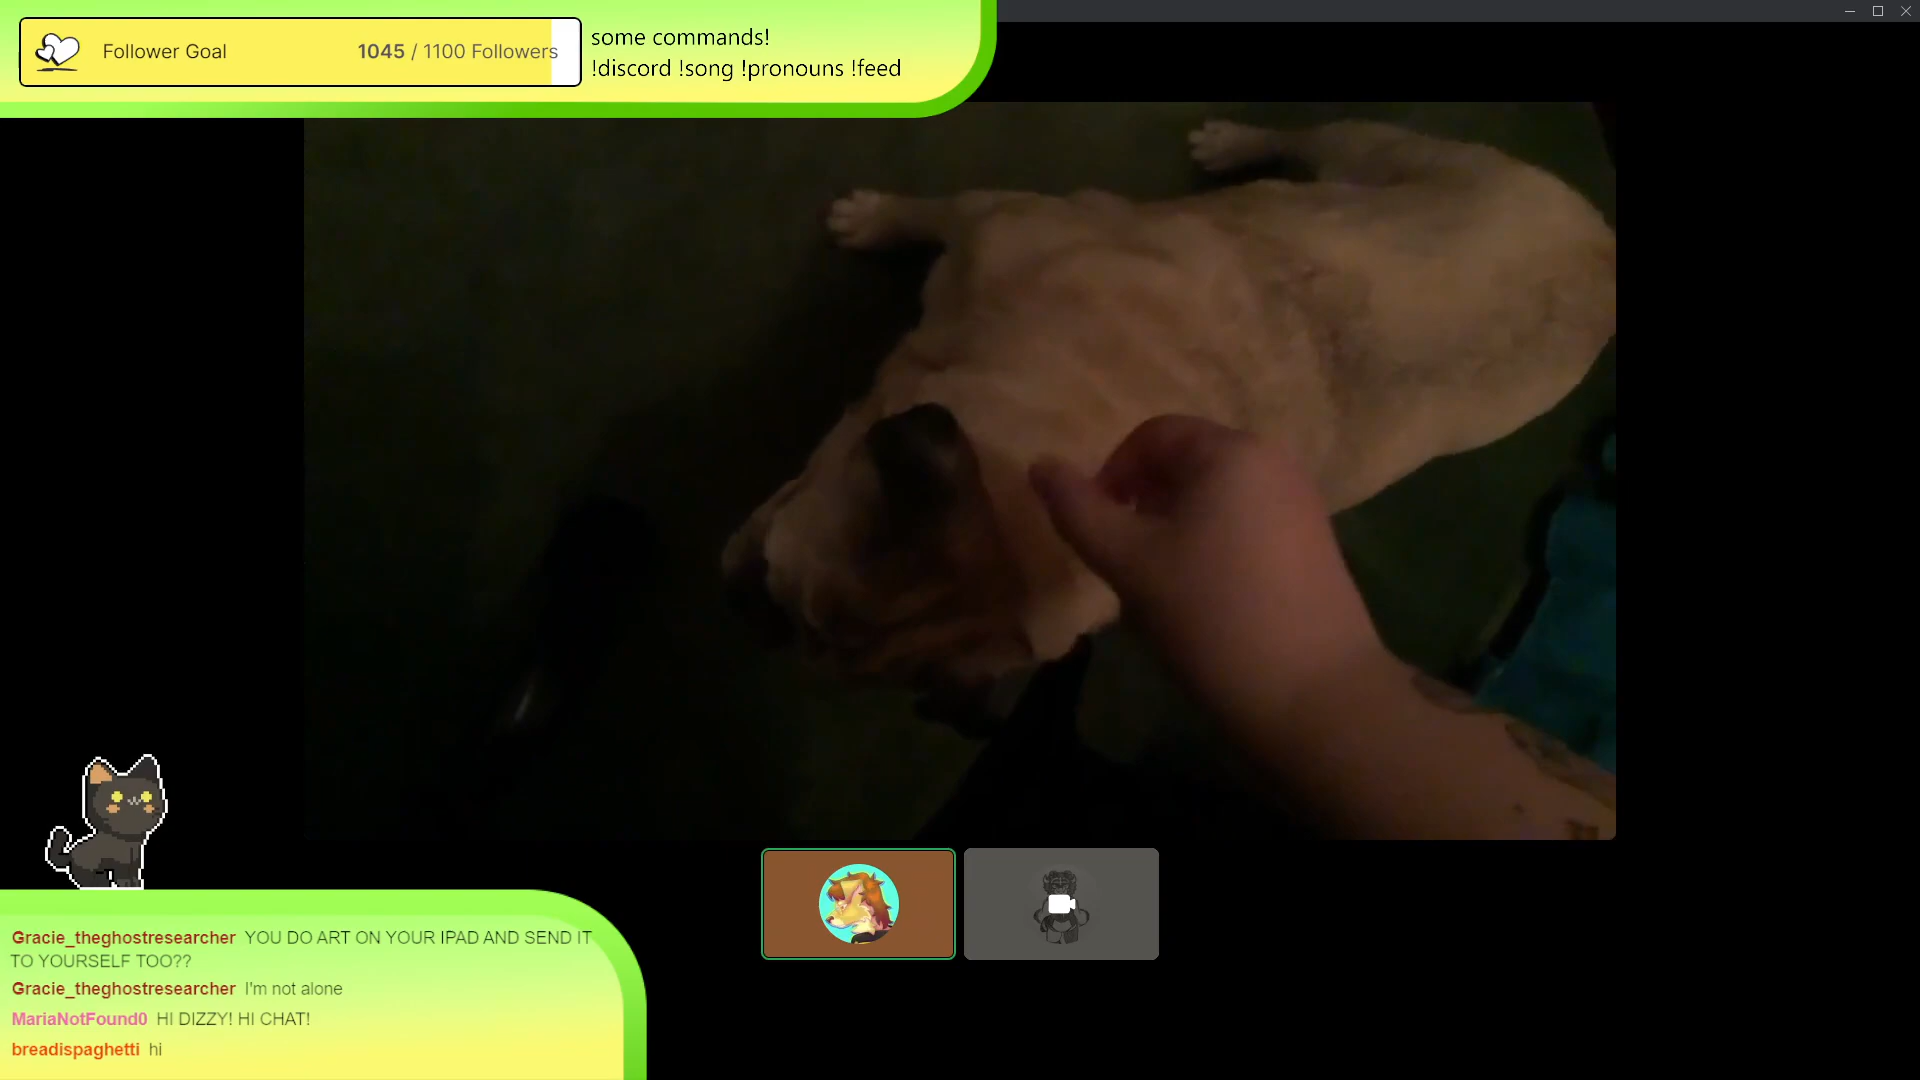 Follower Goal 1045 / 1100 Followers
some commands!
!discord !song !pronouns !feed
Gracie_theghostresearcher YOU DO ART ON YOUR IPAD AND SEND IT
TO YOURSELF TOO??
Gracie_theghostresearcher I'm not alone
MariaNotFound0 HI DIZZY! HI CHAT!
breadispaghetti hi